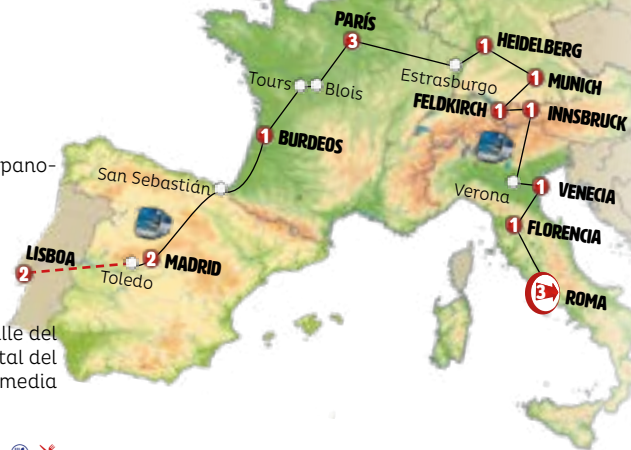 PARÍS
3
1
HEIDELBERG
Estrasburgo
1
MUNICH
Tours
Blois
FELDKIRCH
1
1
INNSBRUCK
1
BURDEOS
pano-
San Sebastián
Verona
1
VENECIA
1
FLORENCIA
LISBOA
2
2
MADRID
Toledo
3
ROMA
lle del
tal del
media